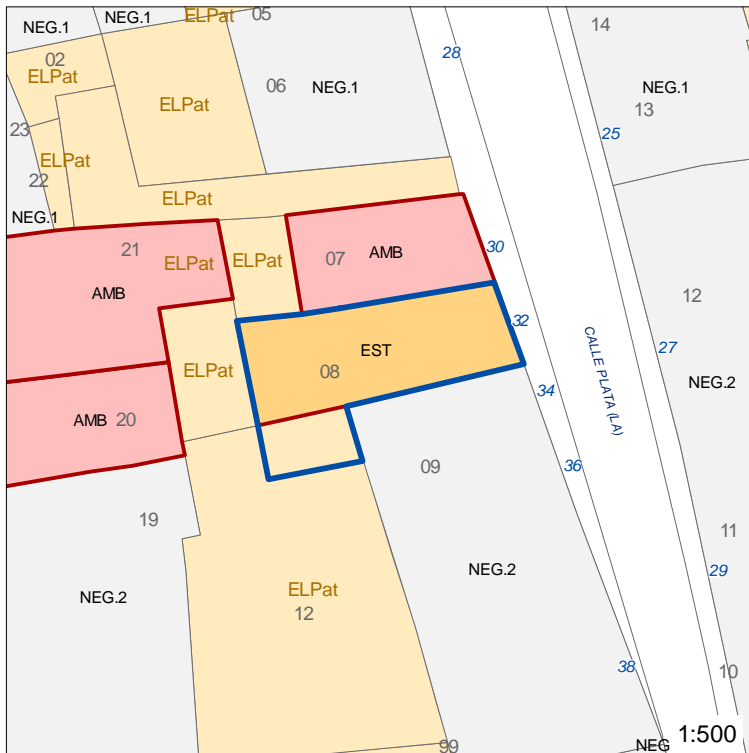 NEG.1
NEG.1
ELPat
05
14
28
02
ELPat
06
NEG.1
NEG.1
ELPat
13
23
25
ELPat
22
ELPat
NEG.1
21
ELPat
ELPat
07
AMB
30
AMB
12
32
CALLE PLATA (LA)
27
EST
ELPat
08
NEG.2
34
AMB
20
09
36
19
11
NEG.2
NEG.2
29
ELPat
12
38
10
99
NEG
1:500